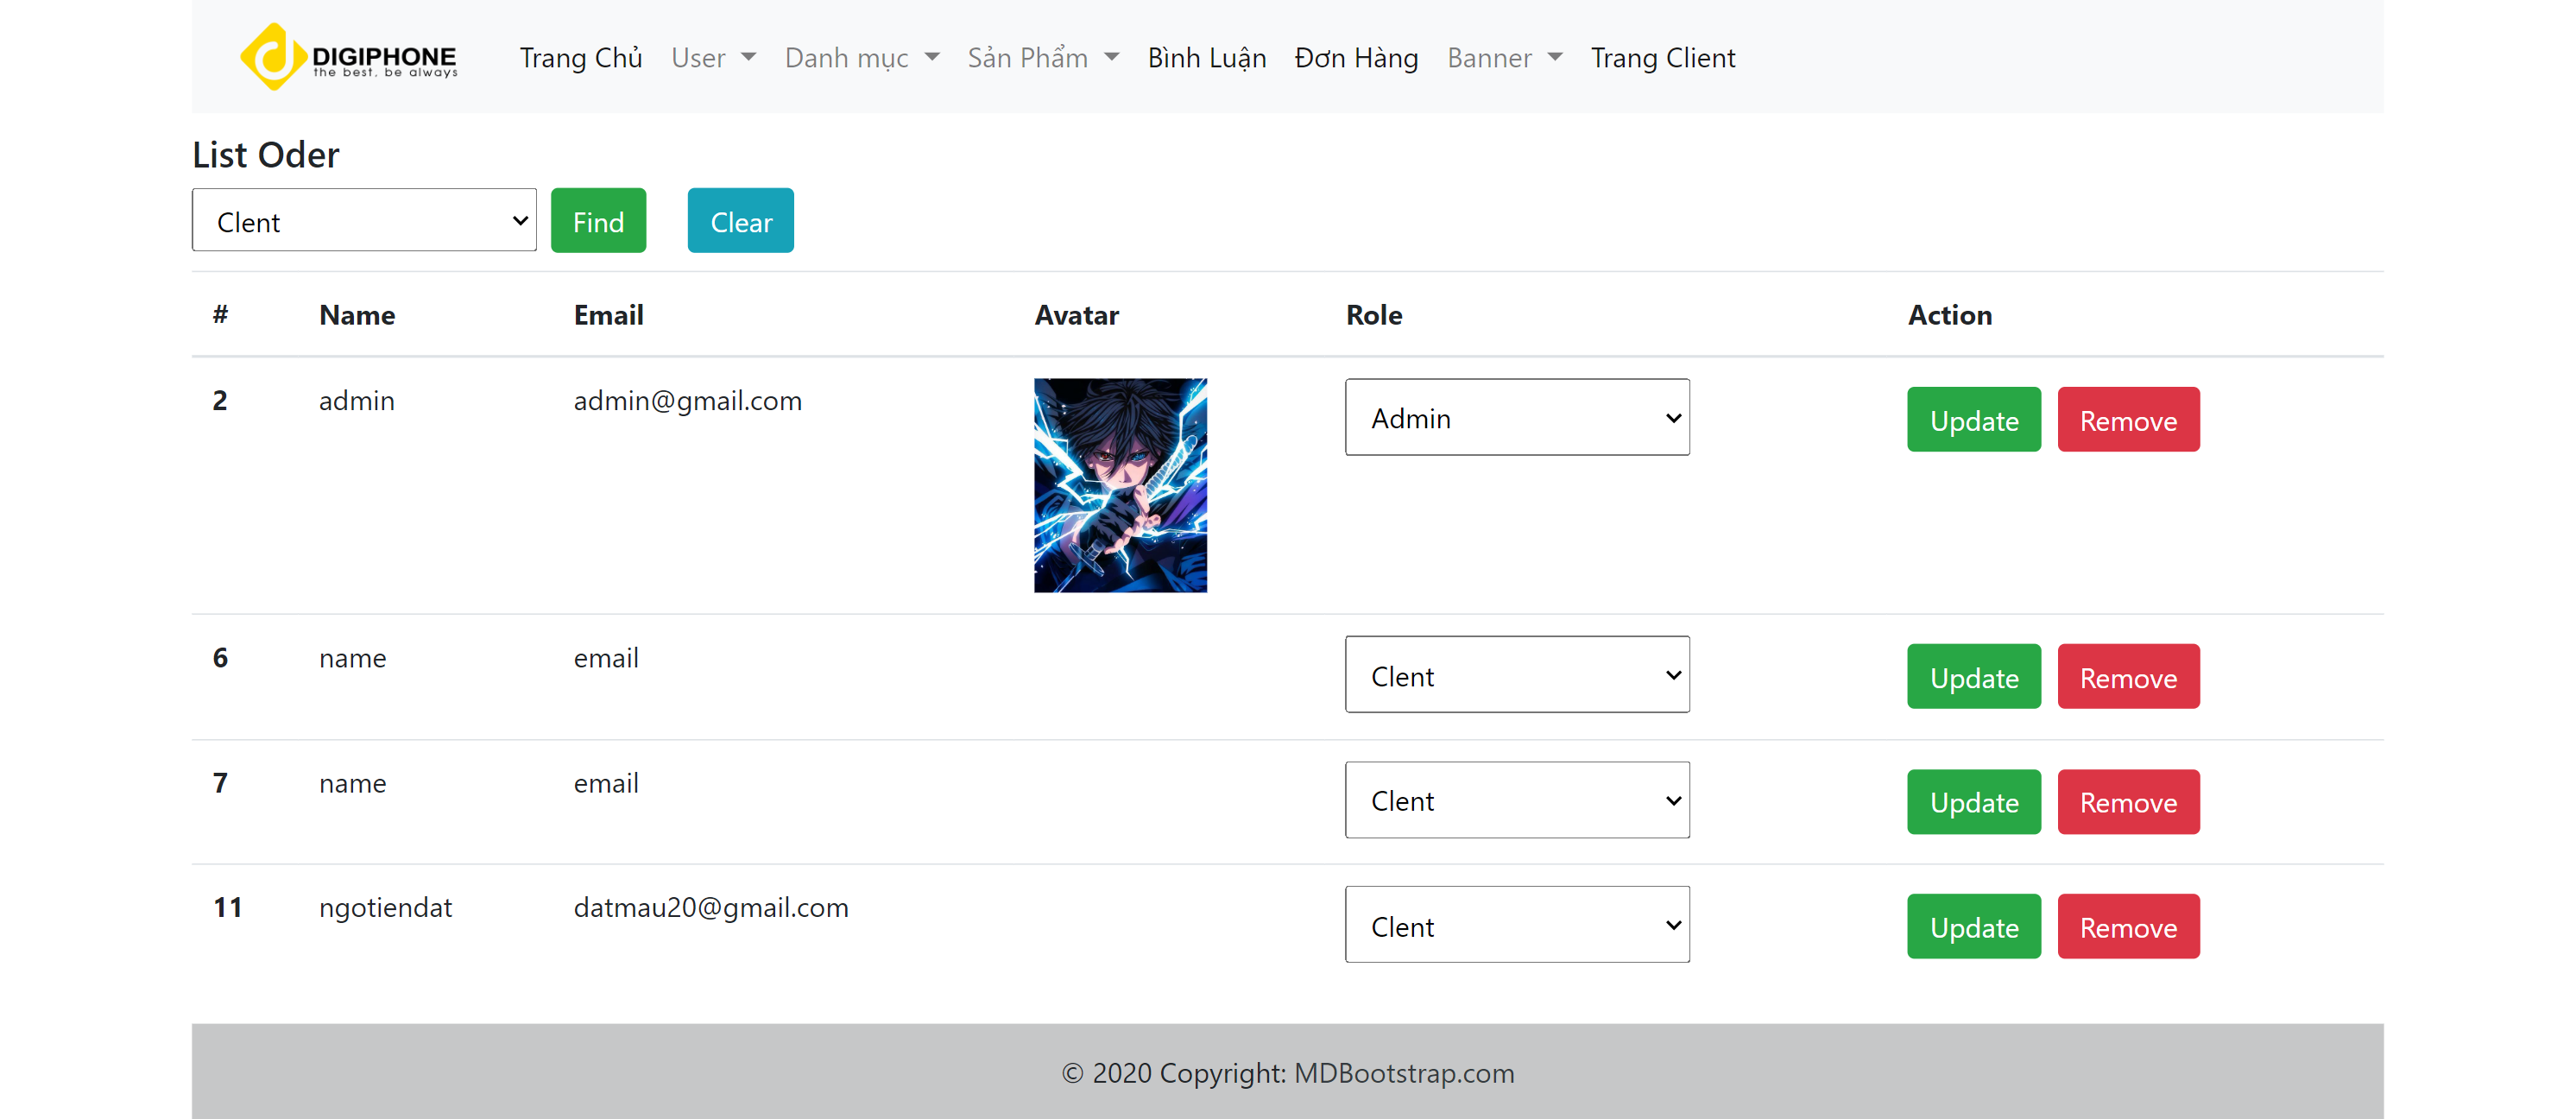 DIGIPHONE
the best, be always
Trang Chủ User Danh mục Sản Phẩm Bình Luận Đơn Hàng Banner Trang Client
List Oder
Clent Find Clear
# Name Email Avatar Role Action
2 admin admin@gmail.com Admin Update Remove
6 name email Clent Update Remove
7 name email Clent Update Remove
11 ngotiendat datmau20@gmail.com Clent Update Remove
© 2020 Copyright: MDBootstrap.com